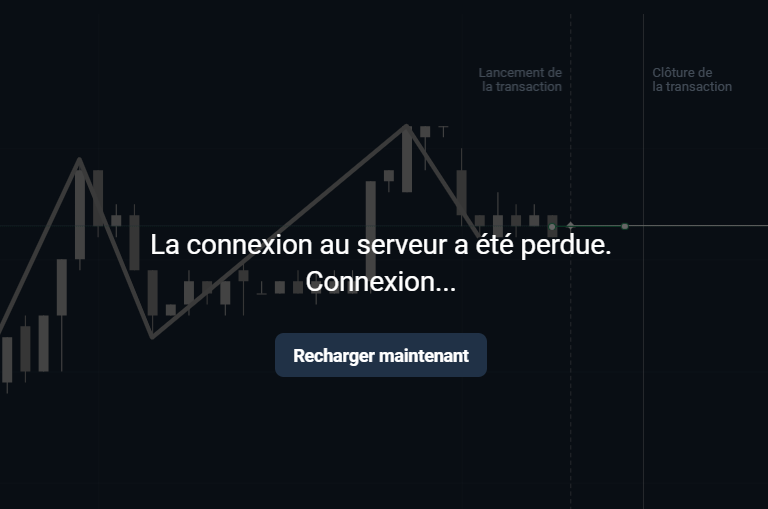 Lancement de
la transaction
Clôture de
la transaction
La connexion au serveur a été perdue.
Connexion...
Recharger maintenant